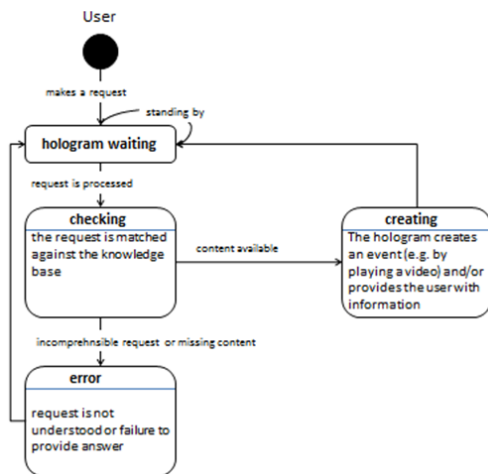 User
makes a request
standing by
hologram waiting
request is processed
checking
the request is matched
against the knowledge
base
content available
creating
The hologram creates
an event (e.g. by
playing a video) and/or
provides the user with
information
incomprehnsible request or missing content
error
request is not
understood or failure to
provide answer